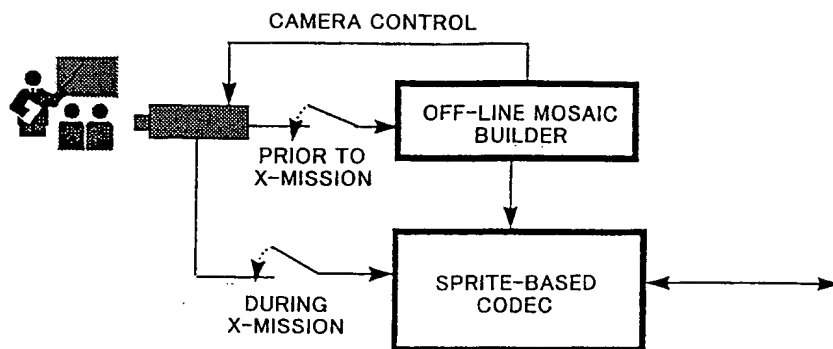 CAMERA CONTROL
OFF-LINE MOSAIC
BUILDER
PRIOR TO
X-MISSION
SPRITE-BASED
CODEC
DURING
X-MISSION